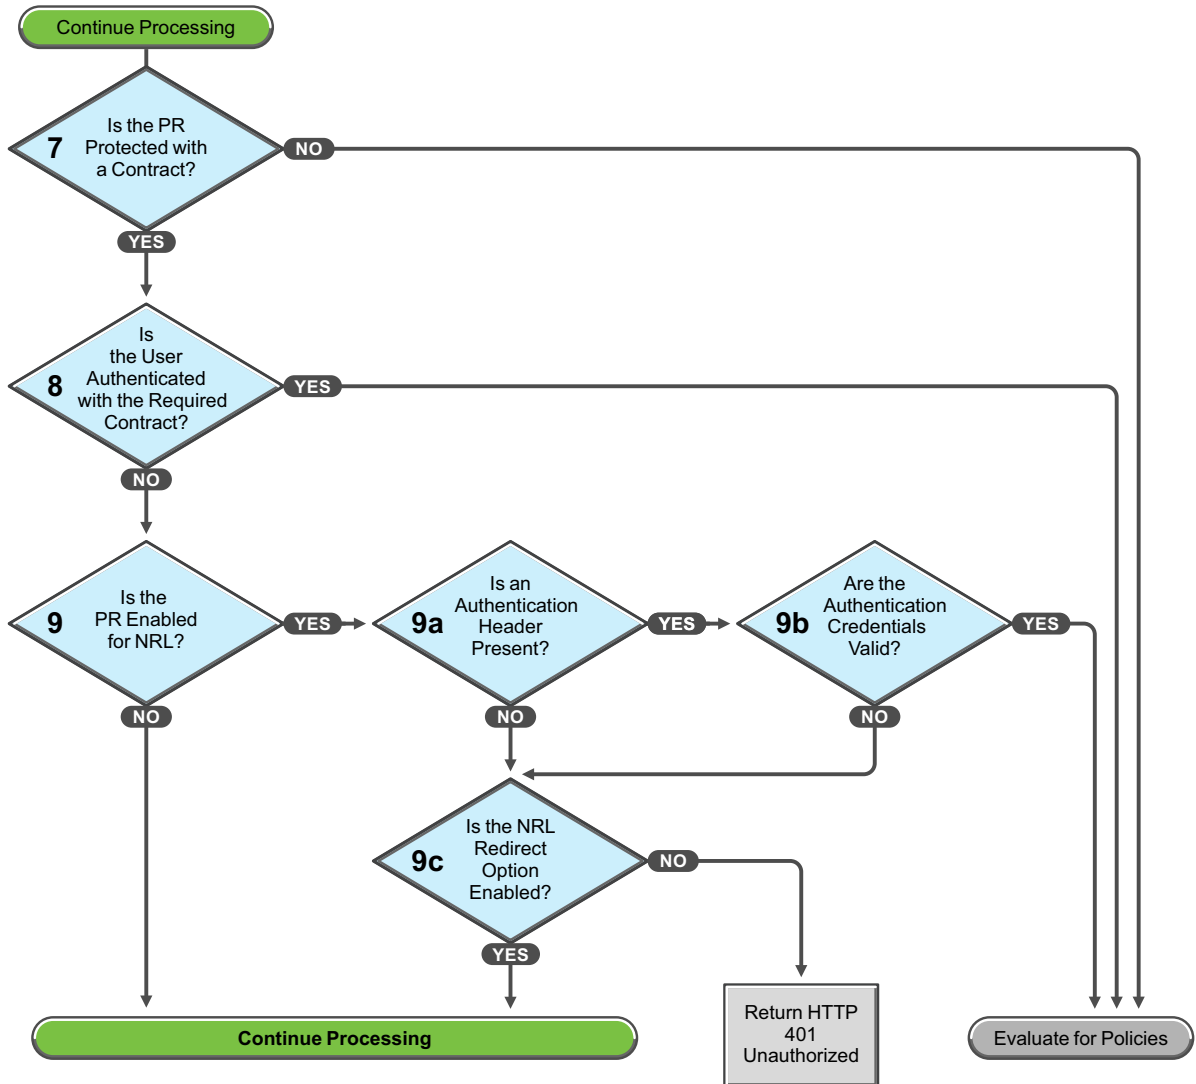 Continue Processing
7
Is the PR
Protected with
a Contract?
NO
YES
8
Is
the User
Authenticated
with the Required
Contract?
YES
NO
9
Is the
PR Enabled
for NRL?
YES
NO
9a
Is an
Authentication
Header
Present?
YES
NO
9b
Are the
Authentication
Credentials
Valid?
YES
NO
9c
Is the NRL
Redirect
Option
Enabled?
NO
YES
Continue Processing
Return HTTP
401
Unauthorized
Evaluate for Policies